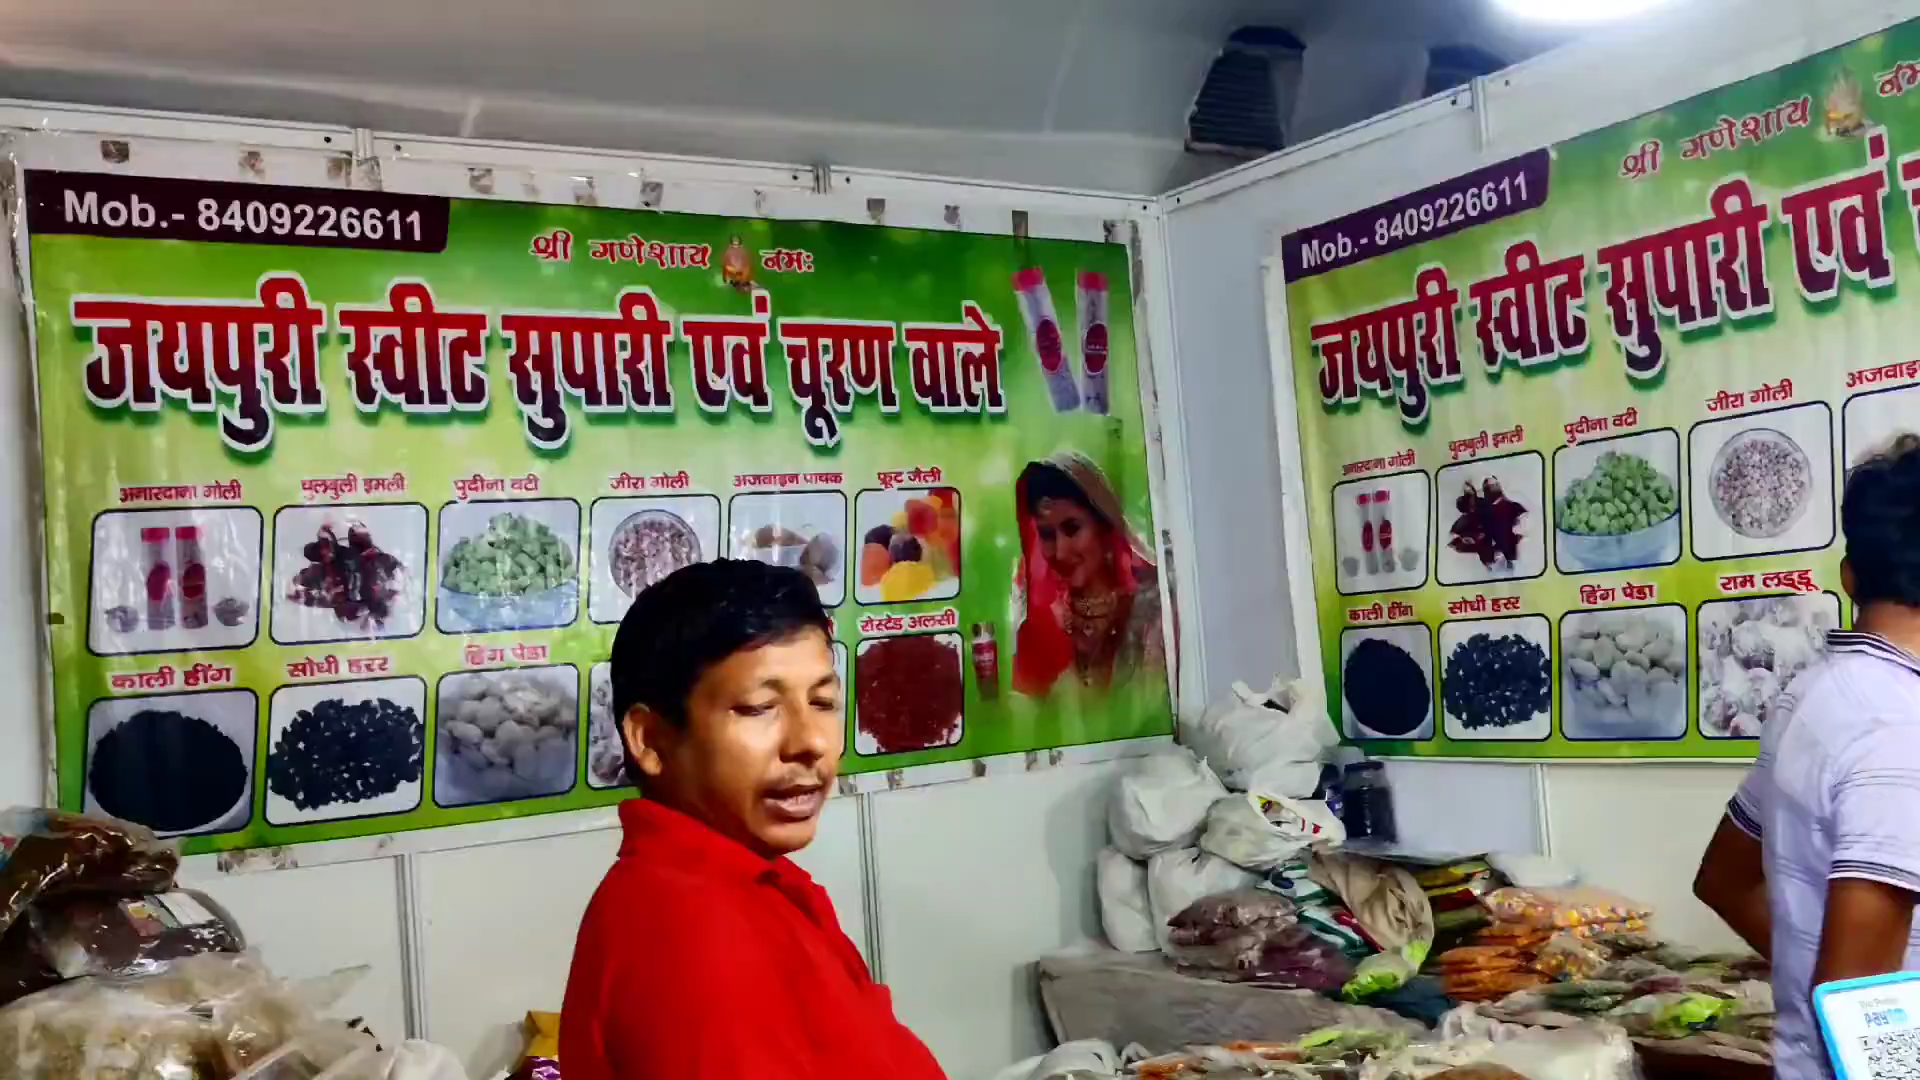 Mob.- 8409226611
श्री गणेशाय नमः
जयपुरी स्वीट सुपारी एवं चूरण वाले
अनारदाना गोली
चुलबुली इमली
पुदीना वटी
जीरा गोली
अजवाइन पाचक
फ्रूट जैली
काली हींग
सोधी हरर
हिंग पेडा
रोस्टेड अलसी
Mob.- 8409226611
श्री गणेशाय
जयपुरी स्वीट सुपारी एवं
अनारदाना गोली
चुलबुली इमली
पुदीना वटी
जीरा गोली
काली हींग
सोधी हरर
हिंग पेडा
राम लड्डू
Paytm